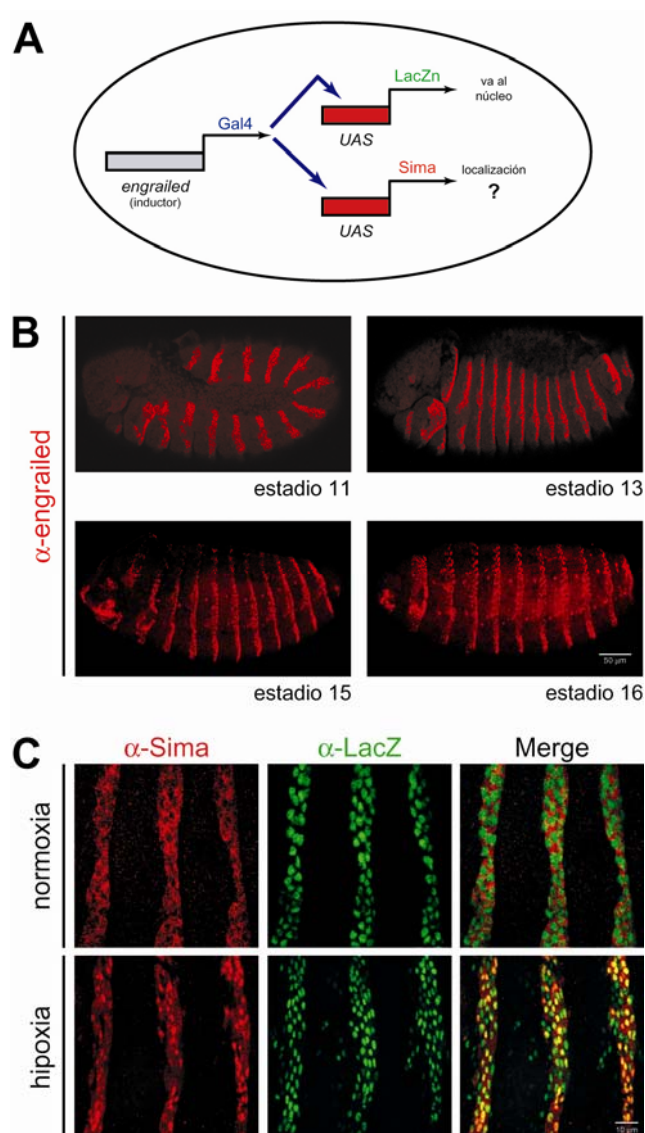 A
LacZn
va al
núcleo
Gal4
UAS
engrailed
(inductor)
Sima
localización
?
UAS
B
α-engrailed
estadio 11
estadio 13
estadio 15
50 μm
estadio 16
C
α-Sima
α-LacZ
Merge
normoxia
hipoxia
10 μm